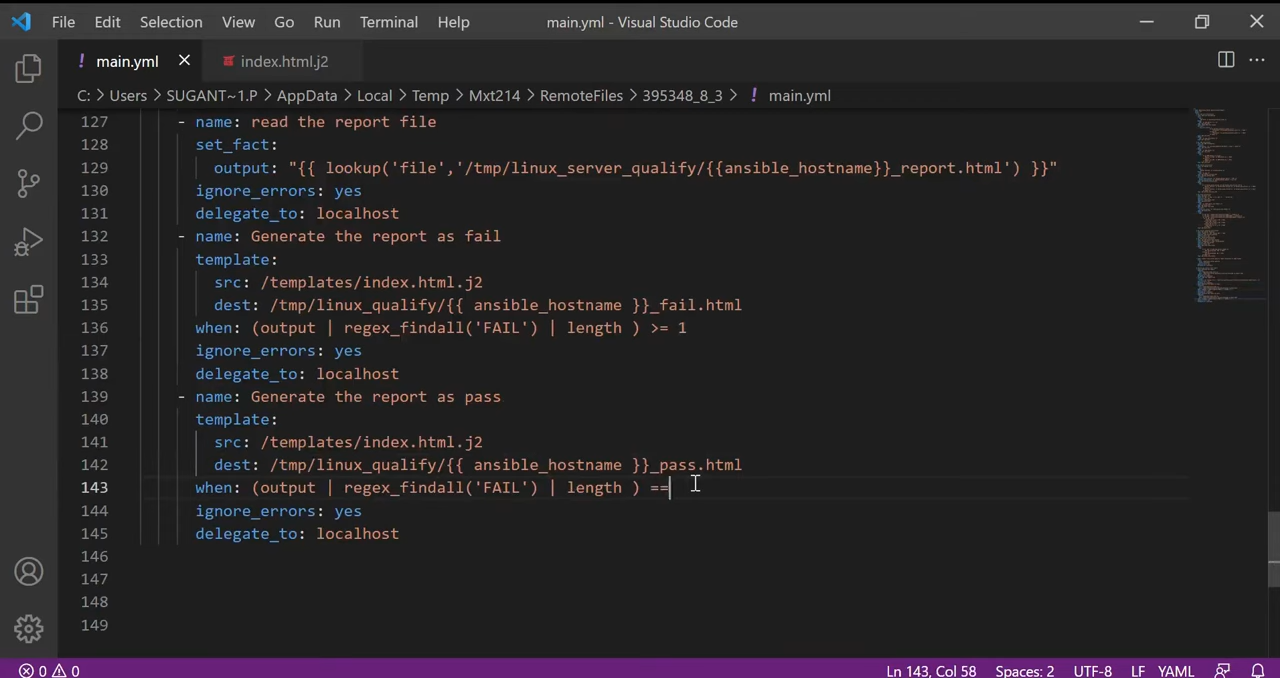 File Edit Selection View Go Run Terminal Help main.yml - Visual Studio Code
! main.yml index.html.j2
C: > Users > SUGANT~1.P > AppData > Local > Temp > Mxt214 > RemoteFiles > 395348_8_3 > ! main.yml
127 - name: read the report file
128 set_fact:
129 output: "{{ lookup('file','/tmp/linux_server_qualify/{{ansible_hostname}}_report.html') }}"
130 ignore_errors: yes
131 delegate_to: localhost
132 - name: Generate the report as fail
133 template:
134 src: /templates/index.html.j2
135 dest: /tmp/linux_qualify/{{ ansible_hostname }}_fail.html
136 when: (output | regex_findall('FAIL') | length ) >= 1
137 ignore_errors: yes
138 delegate_to: localhost
139 - name: Generate the report as pass
140 template:
141 src: /templates/index.html.j2
142 dest: /tmp/linux_qualify/{{ ansible_hostname }}_pass.html
143 when: (output | regex_findall('FAIL') | length ) ==
144 ignore_errors: yes
145 delegate_to: localhost
146
147
148
149
0 0 Ln 143, Col 58 Spaces: 2 UTF-8 LF YAML